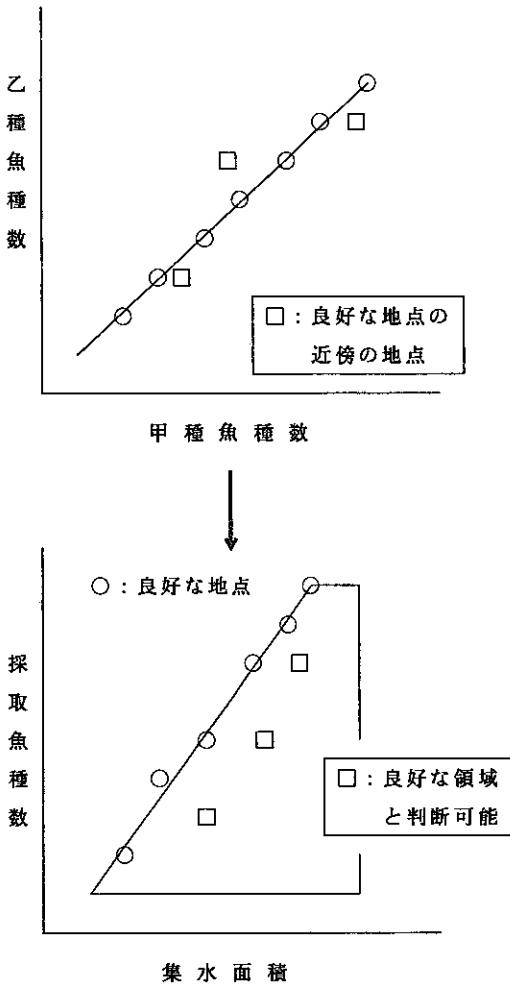 乙種魚種数
□：良好な地点の
近傍の地点
甲種魚種数
○：良好な地点
採取魚種数
□：良好な領域
と判断可能
集水面積